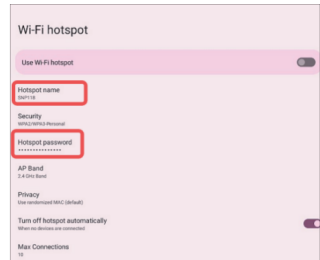 Wi-Fi hotspot
Use Wi-Fi hotspot
Hotspot name
DNP118
Security
WPA2/WPA3-Personal
Hotspot password
•••••••••••••••
AP Band
2.4 GHz Band
Privacy
Use randomized MAC (default)
Turn off hotspot automatically
When no devices are connected
Max Connections
10